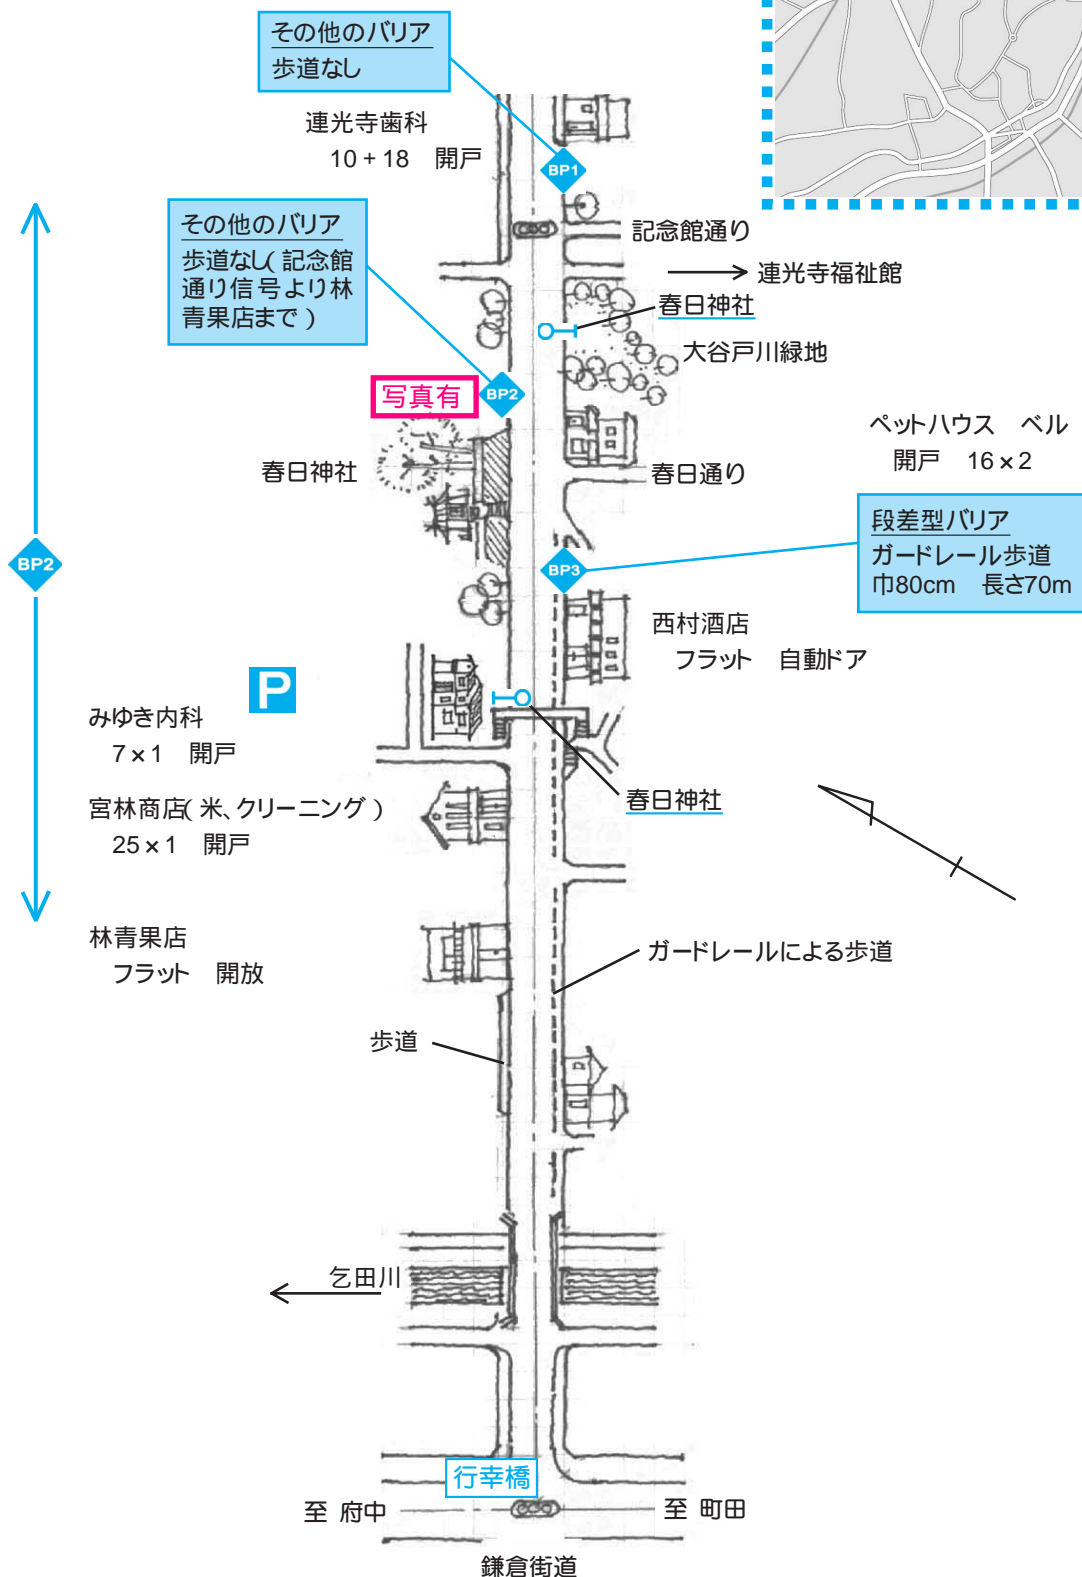 その他のバリア
歩道なし
連光寺歯科
10 + 18　開戸
BP1
その他のバリア
歩道なし( 記念館
通り信号より林
青果店まで )
記念館通り
連光寺福祉館
春日神社
大谷戸川緑地
写真有
BP2
ペットハウス　ベル
開戸　16 × 2
春日神社
春日通り
段差型バリア
ガードレール歩道
巾80cm　長さ70m
BP2
BP3
西村酒店
フラット　自動ドア
P
みゆき内科
7 × 1　開戸
宮林商店( 米、クリーニング )
25 × 1　開戸
春日神社
林青果店
フラット　開放
ガードレールによる歩道
歩道
乞田川
行幸橋
至 府中
至 町田
鎌倉街道